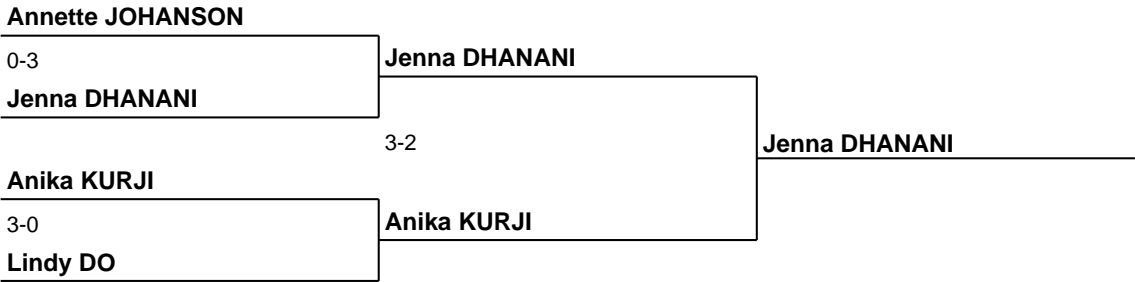 Annette JOHANSON
0-3
Jenna DHANANI
Jenna DHANANI
3-2
Jenna DHANANI
Anika KURJI
3-0
Anika KURJI
Lindy DO